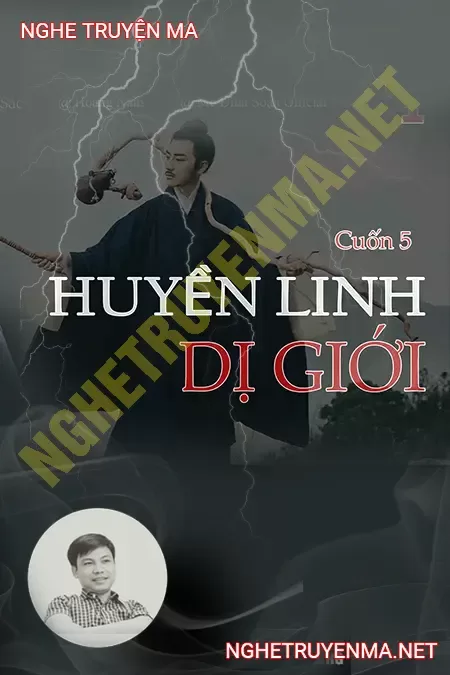 NGHE TRUYỆN MA
NGHETRUYENMA.NET
Cuốn 5
HUYỀN LINH
DỊ GIỚI
NGHETRUYENMA.NET